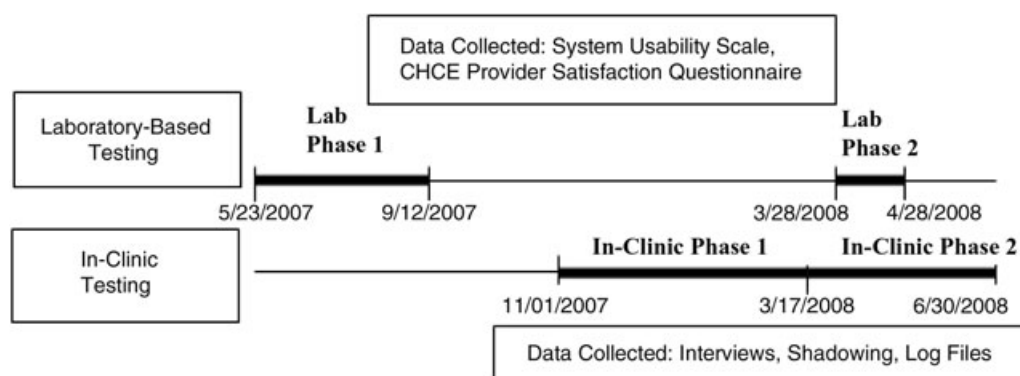 Data Collected: System Usability Scale,
CHCE Provider Satisfaction Questionnaire
Laboratory-Based
Testing
Lab
Phase 1
Lab
Phase 2
5/23/2007
9/12/2007
3/28/2008
4/28/2008
In-Clinic
Testing
In-Clinic Phase 1
In-Clinic Phase 2
11/01/2007
3/17/2008
6/30/2008
Data Collected: Interviews, Shadowing, Log Files